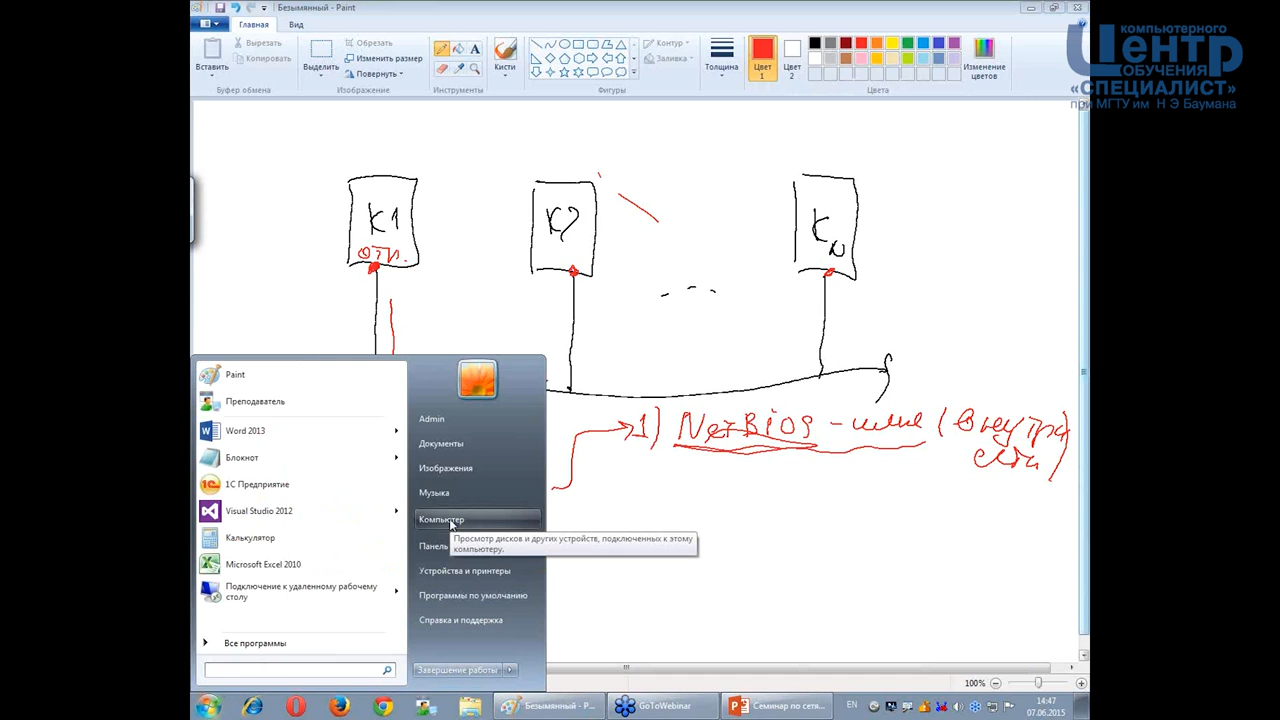 Безымянный - Paint
Главная
Вид
Вставить
Вырезать
Копировать
Буфер обмена
Выделить
Обрезать
Изменить размер
Повернуть
Изображение
Инструменты
Кисти
Фигуры
Контур
Заливка
Толщина
Цвет 1
Цвет 2
Изменение цветов
Цвета
компьютерного
Центр
ОБУЧЕНИЯ
«СПЕЦИАЛИСТ»
при МГТУ им Н Э Баумана
К1
отп.
К2
КN
1) NetBios - имя (внутри
сети)
Paint
Преподаватель
Word 2013
Блокнот
1С Предприятие
Visual Studio 2012
Калькулятор
Microsoft Excel 2010
Подключение к удаленному рабочему
столу
Все программы
Admin
Документы
Изображения
Музыка
Компьютер
Просмотр дисков и других устройств, подключенных к этому
компьютеру.
Панель
Устройства и принтеры
Программы по умолчанию
Справка и поддержка
Завершение работы
100%
Безымянный - P...
GoToWebinar
Семинар по сетя...
EN
14:47
07.06.2015